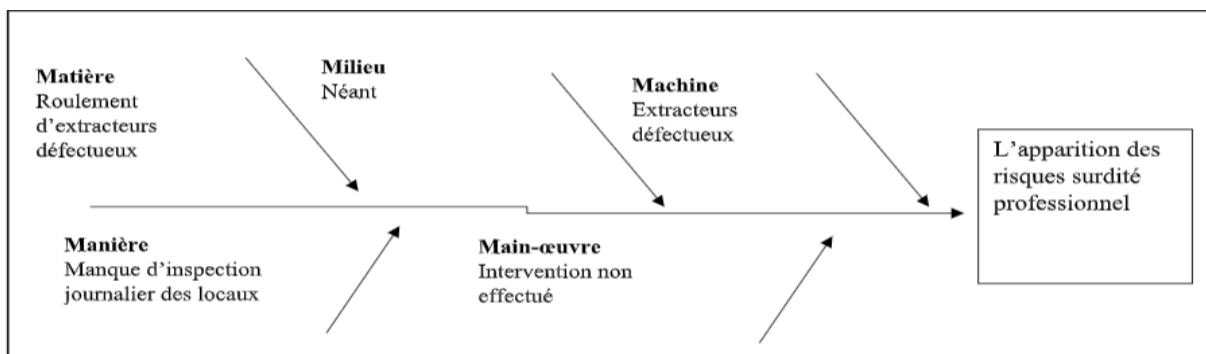 Matière
Roulement
d’extracteurs
défectueux
Milieu
Néant
Machine
Extracteurs
défectueux
L’apparition des
risques surdité
professionnel
Manière
Manque d’inspection
journalier des locaux
Main-œuvre
Intervention non
effectué